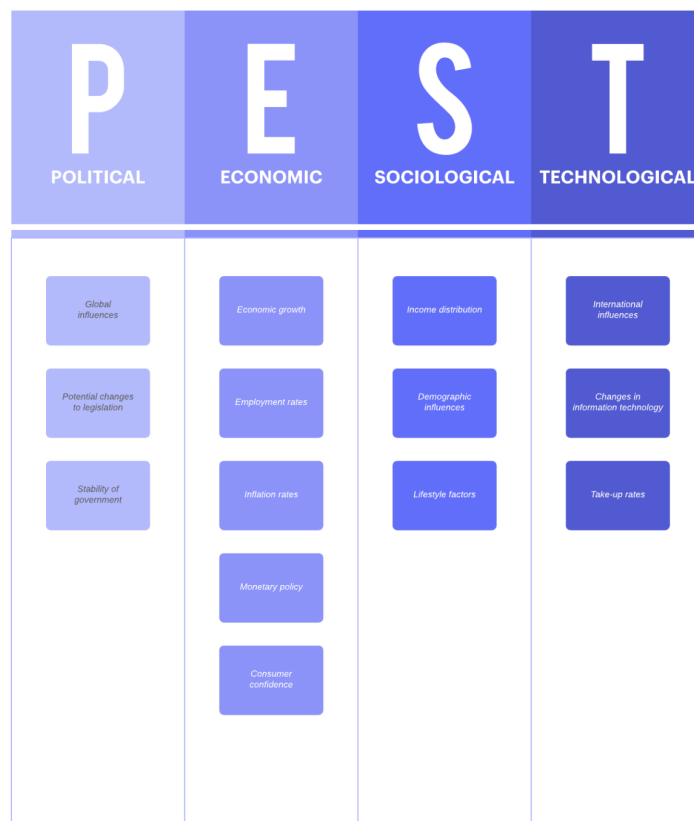 P
POLITICAL
Global
influences
Potential changes
to legislation
Stability of
government
E
ECONOMIC
Economic growth
Employment rates
Inflation rates
Monetary policy
Consumer
confidence
S
SOCIOLOGICAL
Income distribution
Demographic
influences
Lifestyle factors
T
TECHNOLOGICAL
International
influences
Changes in
information technology
Take-up rates